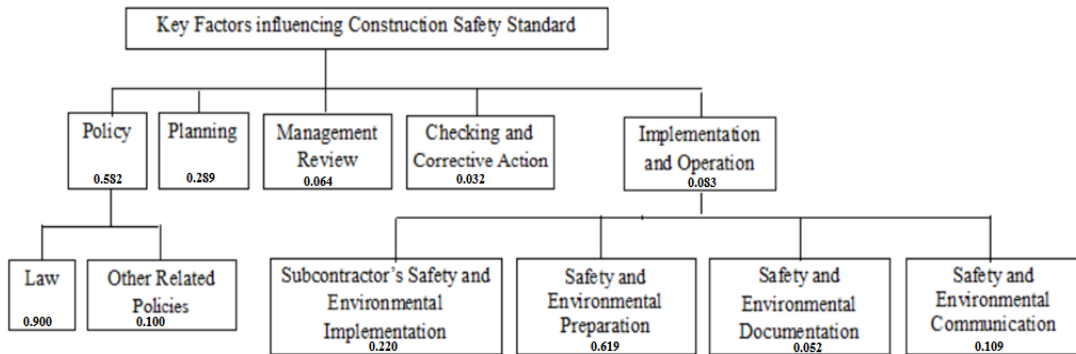 Key Factors influencing Construction Safety Standard
Policy
0.582
Planning
0.289
Management
Review
0.064
Checking and
Corrective Action
0.032
Implementation
and Operation
0.083
Law
0.900
Other Related
Policies
0.100
Subcontractor's Safety and
Environmental
Implementation
0.220
Safety and
Environmental
Preparation
0.619
Safety and
Environmental
Documentation
0.052
Safety and
Environmental
Communication
0.109